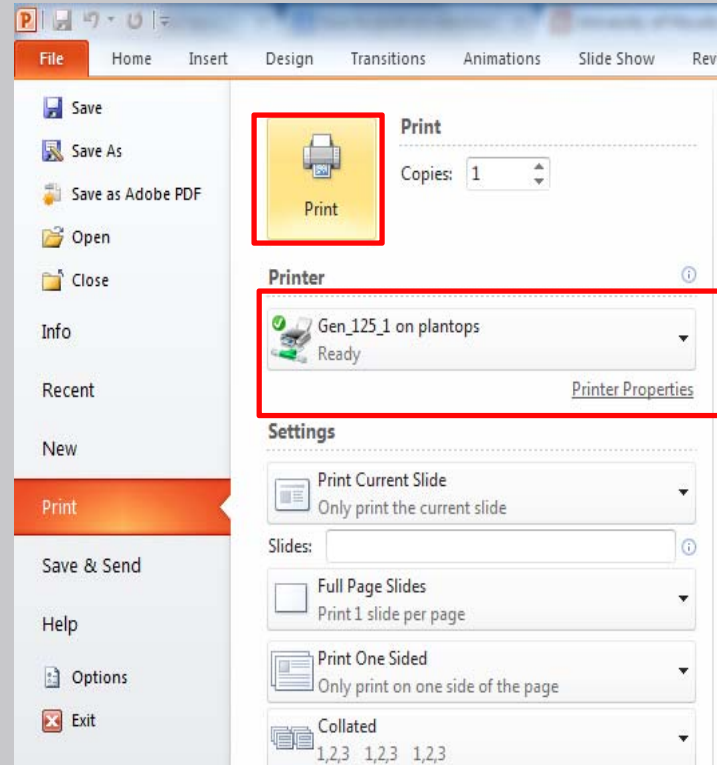 File Home Insert Design Transitions Animations Slide Show Rev
Save
Save As
Save as Adobe PDF
Open
Close
Info
Recent
New
Print
Save & Send
Help
Options
Exit
Print
Print
Copies: 1
Printer
Gen_125_1 on plantops
Ready
Printer Properties
Settings
Print Current Slide
Only print the current slide
Slides:
Full Page Slides
Print 1 slide per page
Print One Sided
Only print on one side of the page
Collated
1,2,3 1,2,3 1,2,3